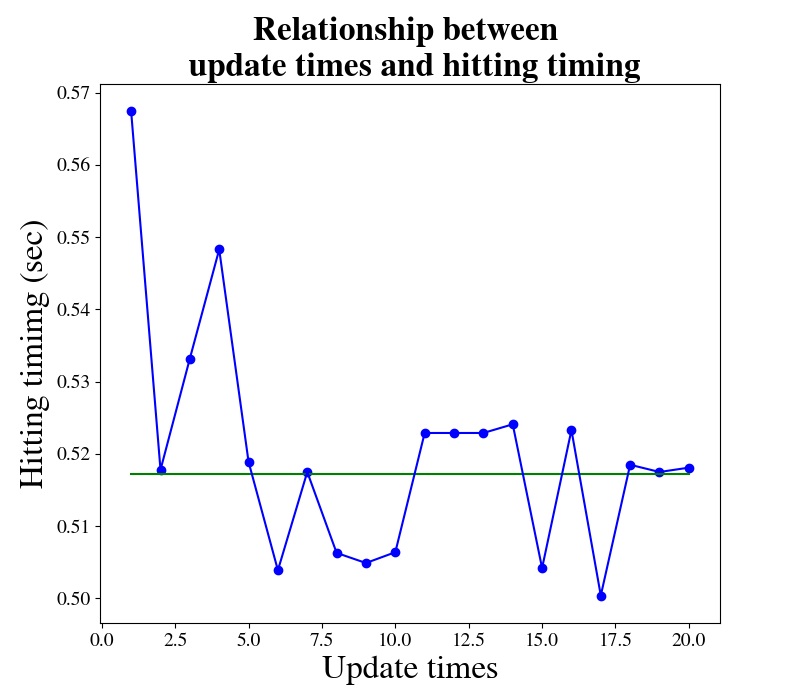 Relationship between
update times and hitting timing
Hitting timimg (sec)
0.57
0.56
0.55
0.54
0.53
0.52
0.51
0.50
0.0 2.5 5.0 7.5 10.0 12.5 15.0 17.5 20.0
Update times